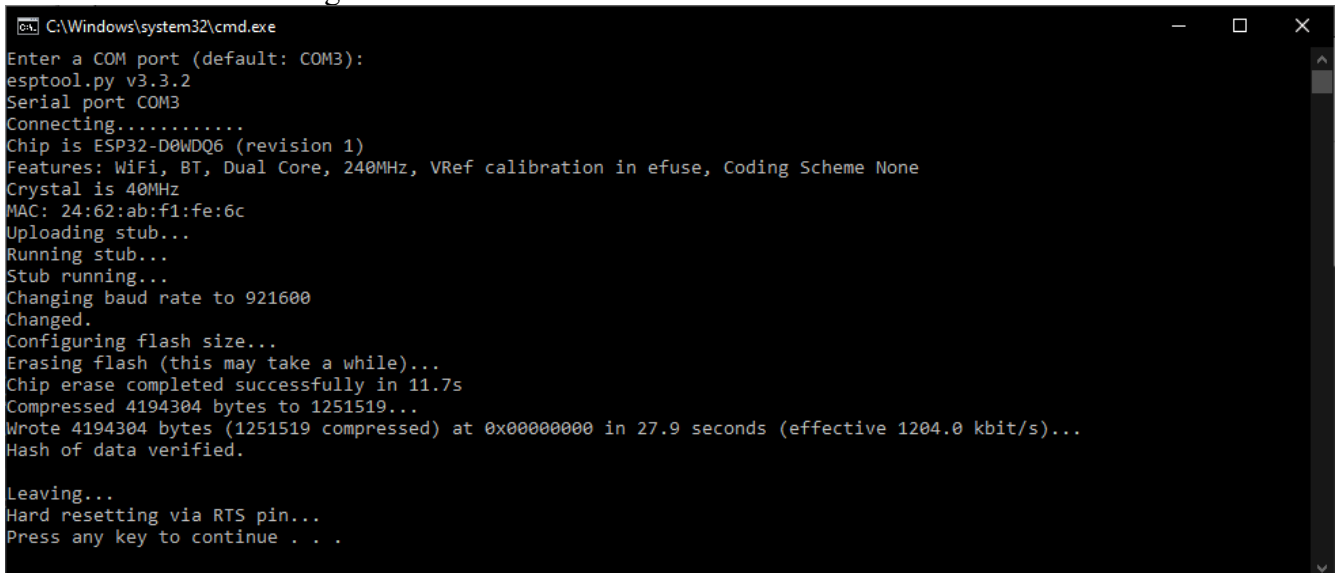 C:\Windows\system32\cmd.exe
Enter a COM port (default: COM3):
esptool.py v3.3.2
Serial port COM3
Connecting............
Chip is ESP32-D0WDQ6 (revision 1)
Features: WiFi, BT, Dual Core, 240MHz, VRef calibration in efuse, Coding Scheme None
Crystal is 40MHz
MAC: 24:62:ab:f1:fe:6c
Uploading stub...
Running stub...
Stub running...
Changing baud rate to 921600
Changed.
Configuring flash size...
Erasing flash (this may take a while)...
Chip erase completed successfully in 11.7s
Compressed 4194304 bytes to 1251519...
Wrote 4194304 bytes (1251519 compressed) at 0x00000000 in 27.9 seconds (effective 1204.0 kbit/s)...
Hash of data verified.
Leaving...
Hard resetting via RTS pin...
Press any key to continue . . .